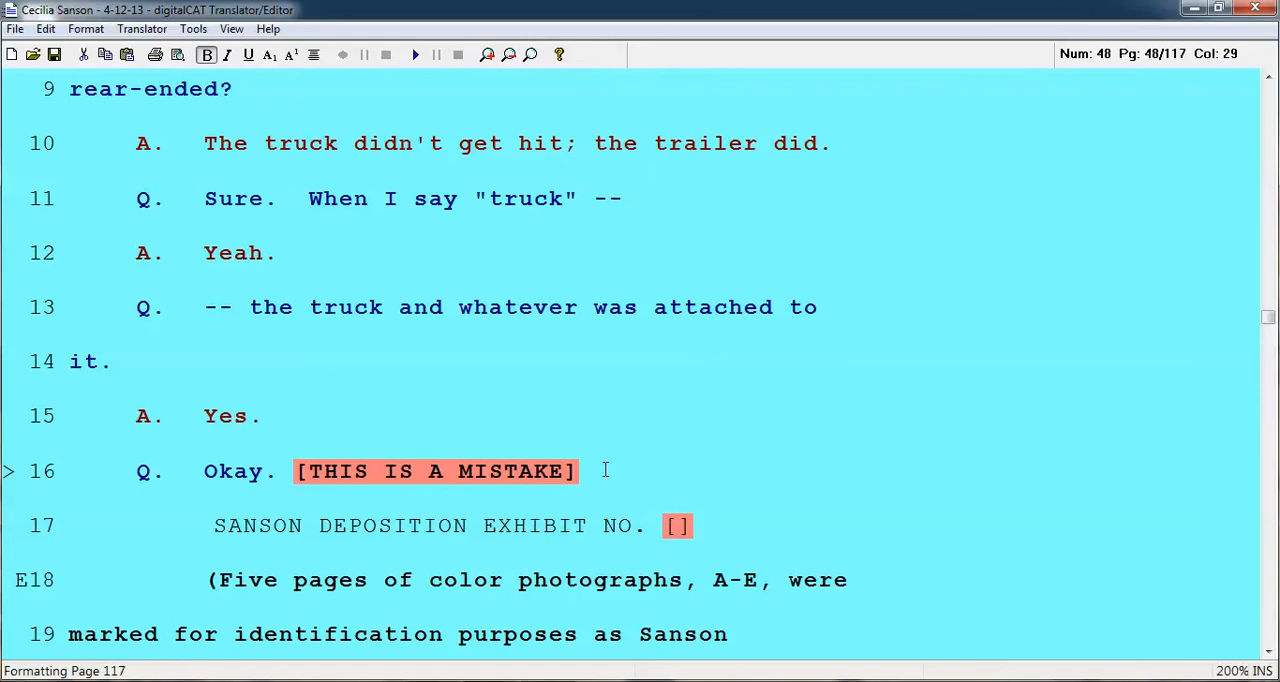 Cecilia Sanson - 4-12-13 - digitalCAT Translator/Editor
File Edit Format Translator Tools View Help
B I U A₁ A¹ Num: 48 Pg: 48/117 Col: 29
9 rear-ended?
10 A. The truck didn't get hit; the trailer did.
11 Q. Sure. When I say "truck" --
12 A. Yeah.
13 Q. -- the truck and whatever was attached to
14 it.
15 A. Yes.
> 16 Q. Okay. [THIS IS A MISTAKE]
17 SANSON DEPOSITION EXHIBIT NO. []
E18 (Five pages of color photographs, A-E, were
19 marked for identification purposes as Sanson
Formatting Page 117 200% INS